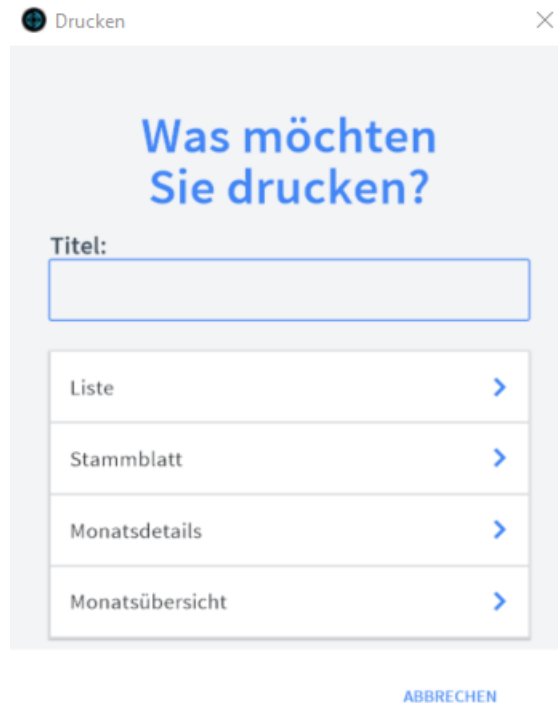 Drucken
Was möchten
Sie drucken?
Titel:
Liste
Stammblatt
Monatsdetails
Monatsübersicht
ABBRECHEN